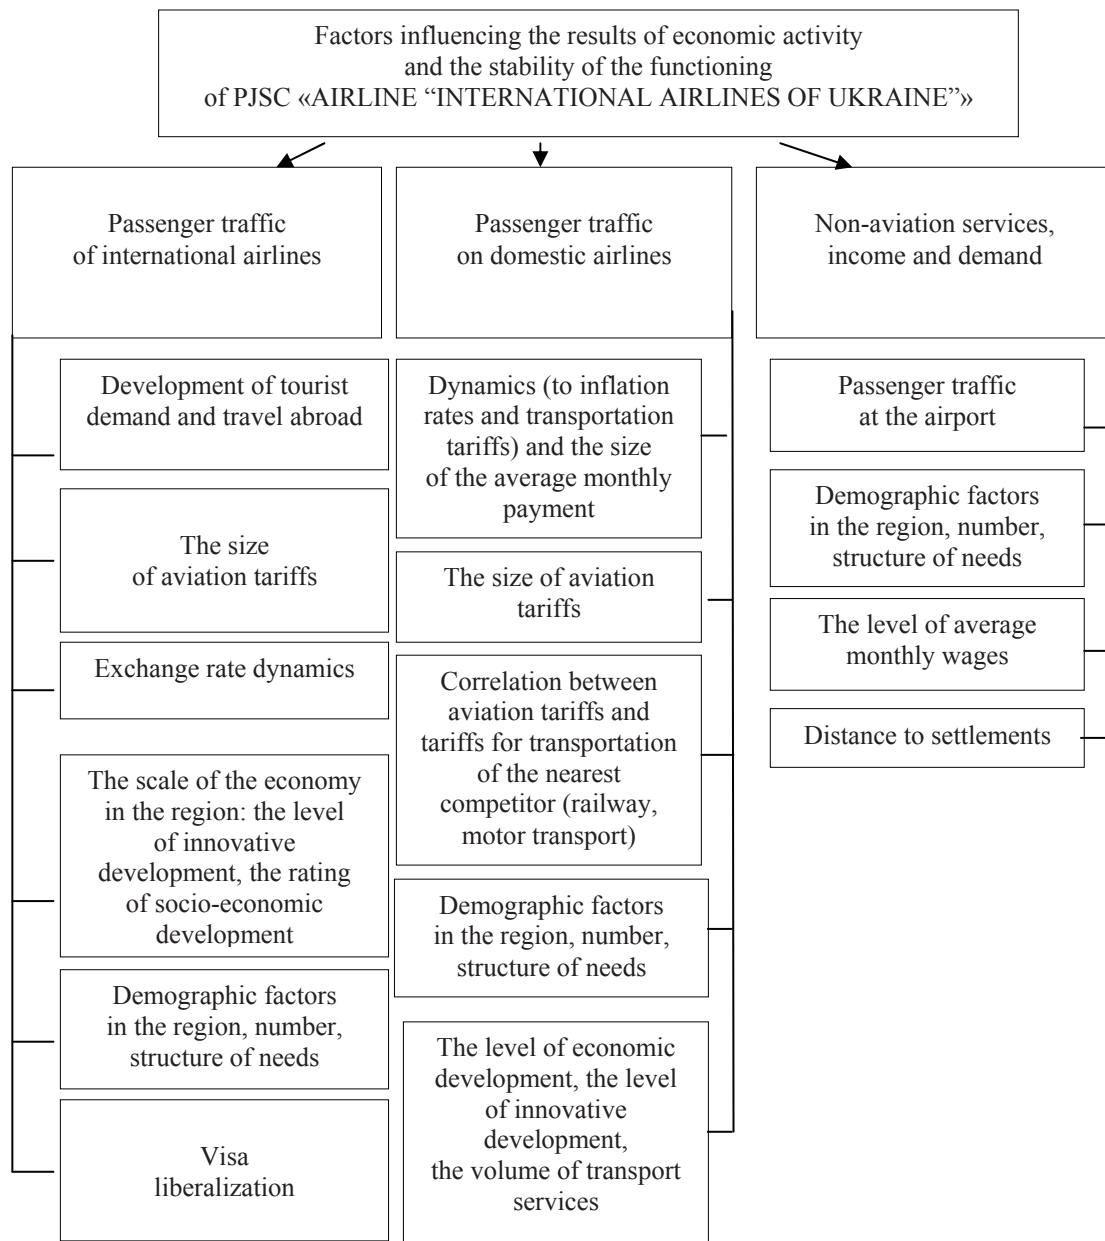 Factors influencing the results of economic activity
and the stability of the functioning
of PJSC «AIRLINE “INTERNATIONAL AIRLINES OF UKRAINE”»
Passenger traffic
of international airlines
Passenger traffic
on domestic airlines
Non-aviation services,
income and demand
Development of tourist
demand and travel abroad
The size
of aviation tariffs
Exchange rate dynamics
The scale of the economy
in the region: the level
of innovative
development, the rating
of socio-economic
development
Demographic factors
in the region, number,
structure of needs
Visa
liberalization
Dynamics (to inflation
rates and transportation
tariffs) and the size
of the average monthly
payment
The size of aviation
tariffs
Correlation between
aviation tariffs and
tariffs for transportation
of the nearest
competitor (railway,
motor transport)
Demographic factors
in the region, number,
structure of needs
The level of economic
development, the level
of innovative
development,
the volume of transport
services
Passenger traffic
at the airport
Demographic factors
in the region, number,
structure of needs
The level of average
monthly wages
Distance to settlements